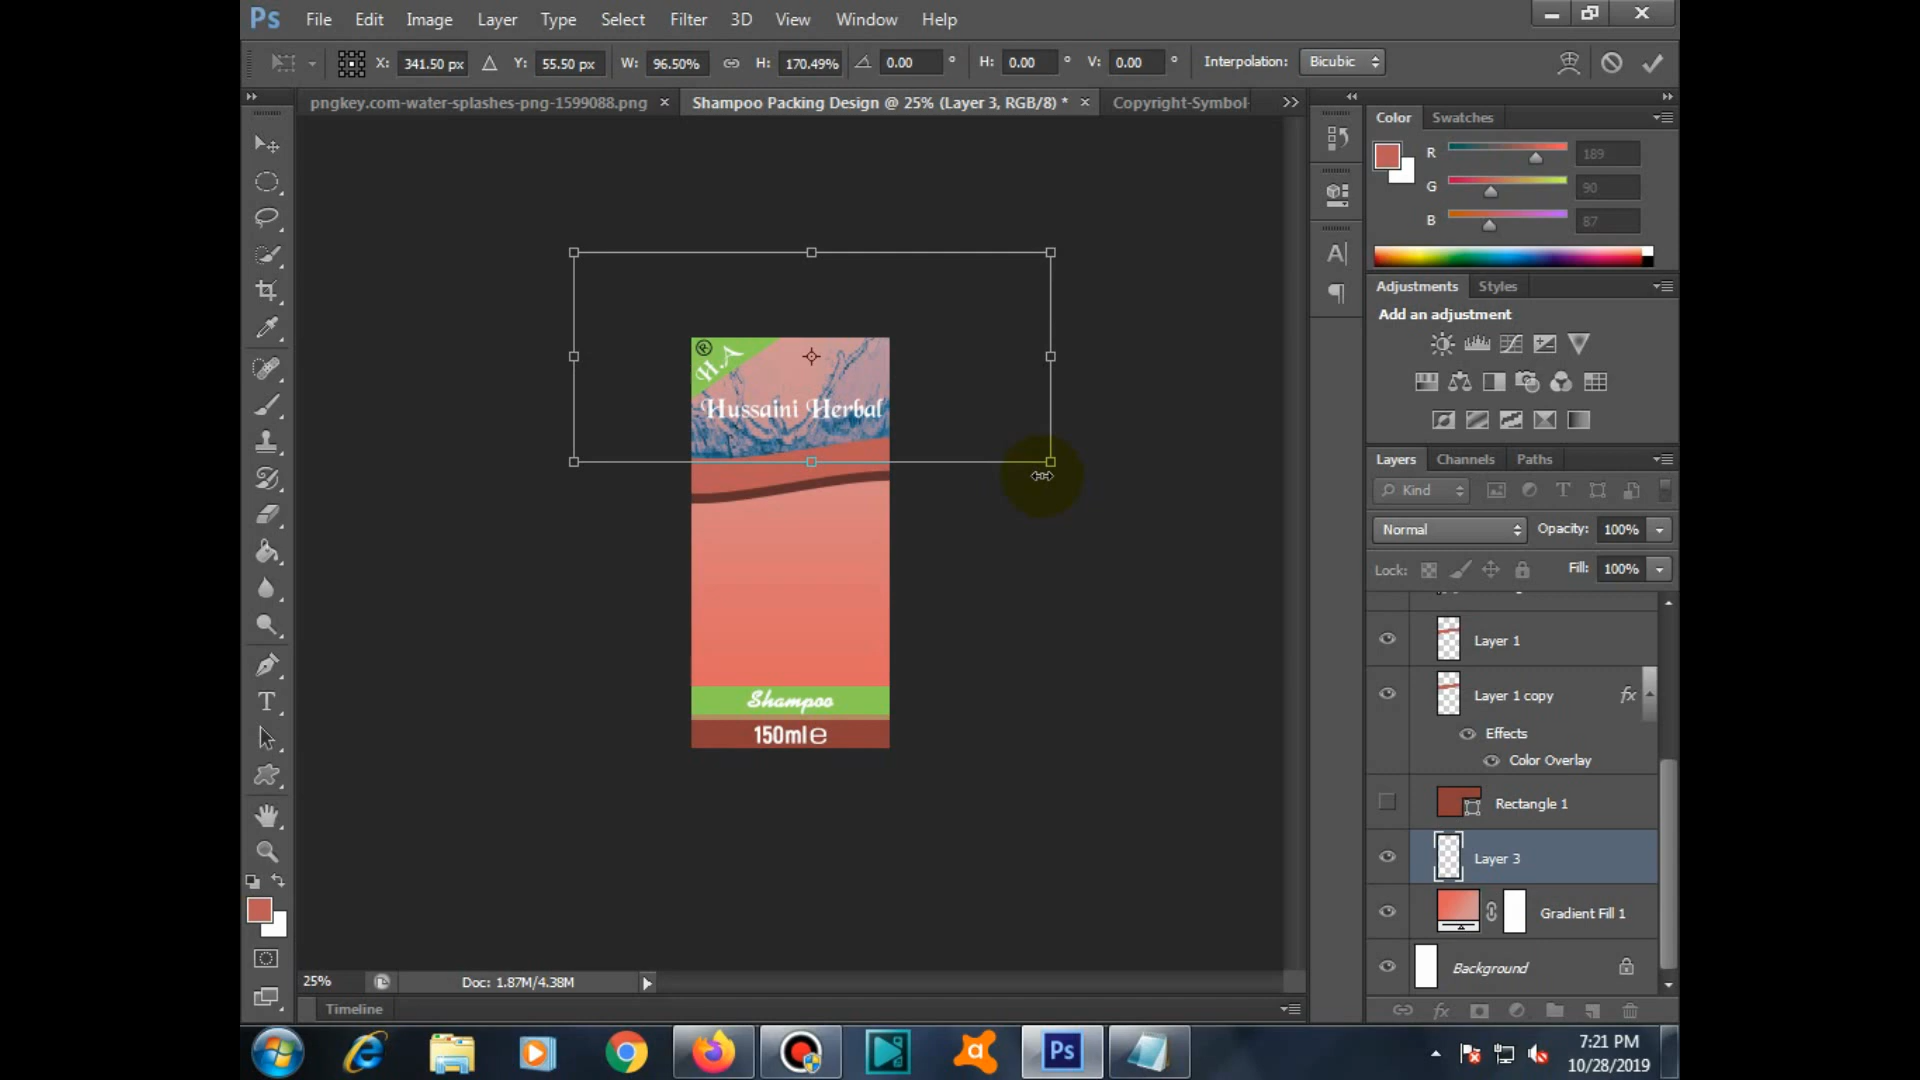 Ps File Edit Image Layer Type Select Filter 3D View Window Help
X: 341.50 px Y: 55.50 px W: 96.50% H: 170.49% 0.00 ° H: 0.00 ° V: 0.00 ° Interpolation: Bicubic
pngkey.com-water-splashes-png-1599088.png × Shampoo Packing Design @ 25% (Layer 3, RGB/8) * × Copyright-Symbol-
Color Swatches
R 189
G 90
B 87
Adjustments Styles
Add an adjustment
® H.A
Hussaini Herbal
Shampoo
150ml e
Layers Channels Paths
Kind
Normal Opacity: 100%
Lock: Fill: 100%
Layer 1
Layer 1 copy fx
Effects
Color Overlay
Rectangle 1
Layer 3
Gradient Fill 1
Background
25% Doc: 1.87M/4.38M
Timeline
Ps
7:21 PM
10/28/2019